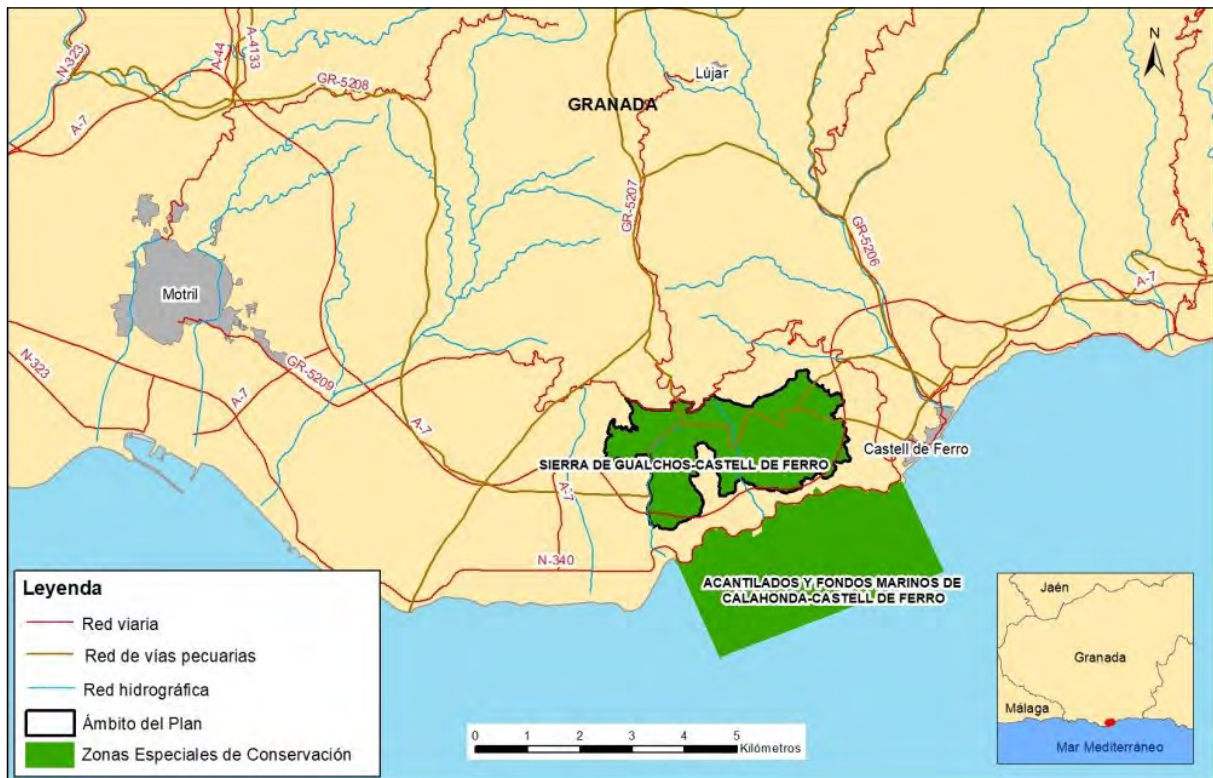 N-323
A-44
A-4133
GR-5208
A-7
Lújar
GRANADA
N
GR-5207
GR-5206
A-7
Motril
N-323
A-7
GR-5209
A-7
Castell de Ferro
SIERRA DE GUALCHOS-CASTELL DE FERRO
A-7
N-340
ACANTILADOS Y FONDOS MARINOS DE
CALAHONDA-CASTELL DE FERRO
Leyenda
Red viaria
Red de vías pecuarias
Red hidrográfica
Ámbito del Plan
Zonas Especiales de Conservación
0 1 2 3 4 5
Kilómetros
Jaén
Granada
Málaga
Mar Mediterráneo